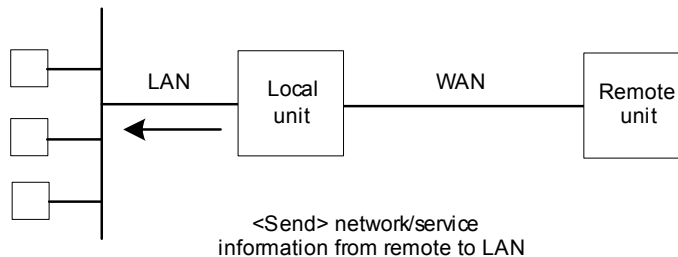 LAN
Local
unit
WAN
Remote
unit
<Send> network/service
information from remote to LAN